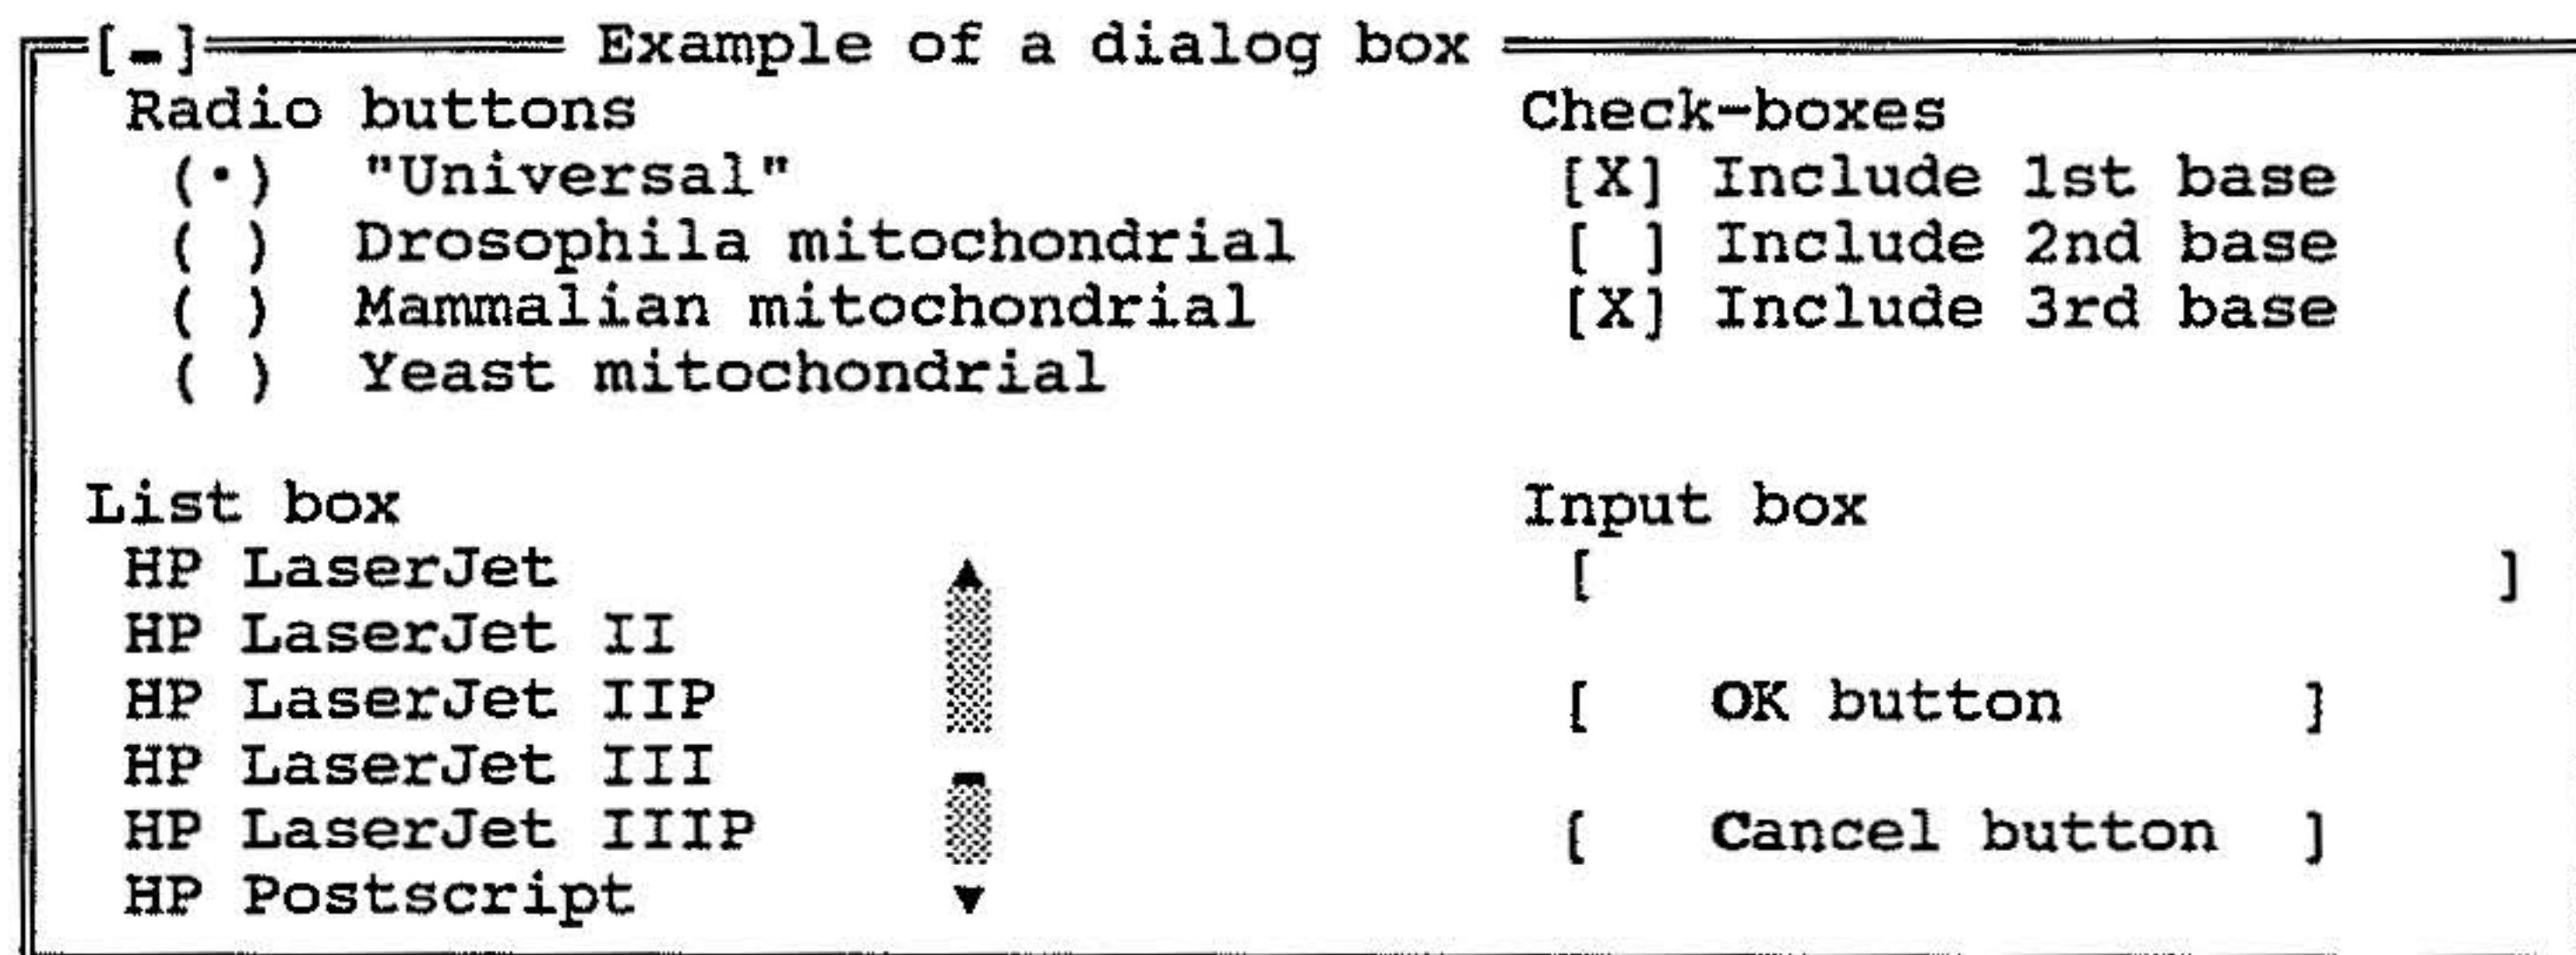 [-] Example of a dialog box
Radio buttons
(·) "Universal"
( ) Drosophila mitochondrial
( ) Mammalian mitochondrial
( ) Yeast mitochondrial
Check-boxes
[X] Include 1st base
[ ] Include 2nd base
[X] Include 3rd base
List box
HP LaserJet
HP LaserJet II
HP LaserJet IIP
HP LaserJet III
HP LaserJet IIIP
HP Postscript
Input box
[ ]
[ OK button ]
[ Cancel button ]